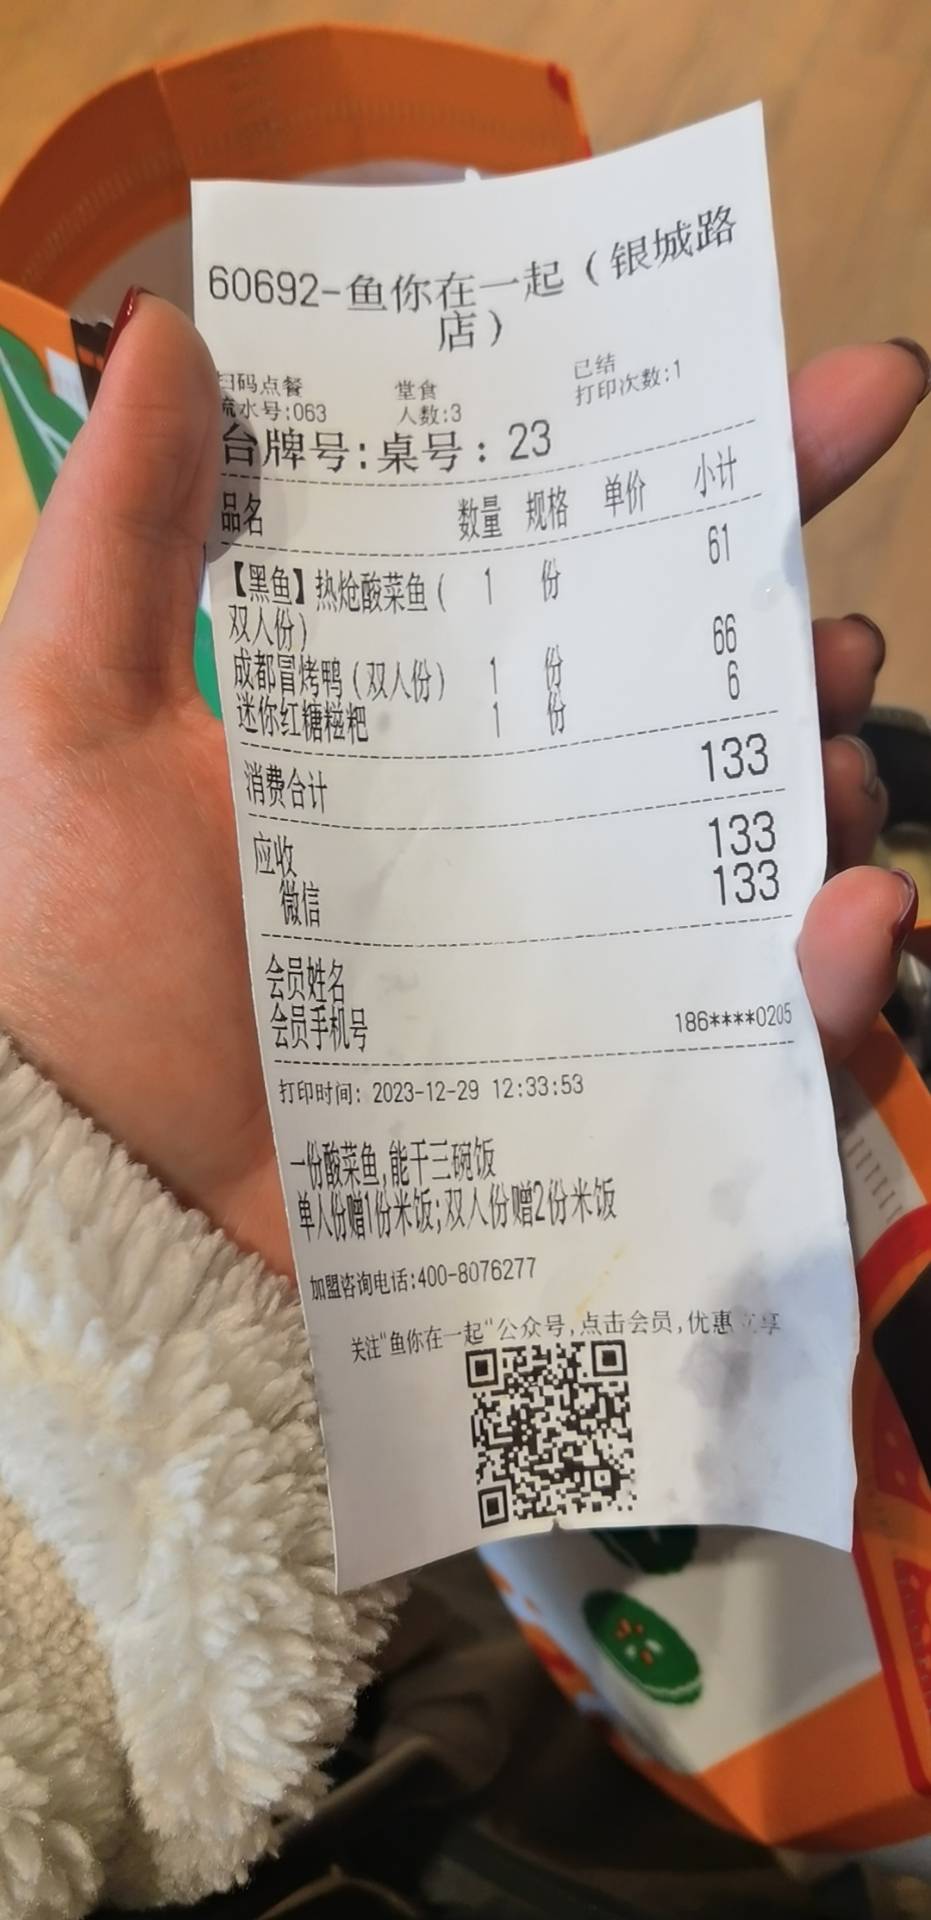 60692-鱼你在一起（银城路
店）
扫码点餐 堂食 已结
流水号:063 人数:3 打印次数:1
台牌号:桌号：23
品名 数量 规格 单价 小计
【黑鱼】热炝酸菜鱼（ 1 份 61
双人份）
成都冒烤鸭（双人份） 1 份 66
迷你红糖糍粑 1 份 6
消费合计 133
应收 133
微信 133
会员姓名
会员手机号 186****0205
打印时间: 2023-12-29 12:33:53
一份酸菜鱼,能干三碗饭
单人份赠1份米饭;双人份赠2份米饭
加盟咨询电话:400-8076277
关注"鱼你在一起"公众号,点击会员,优惠 享